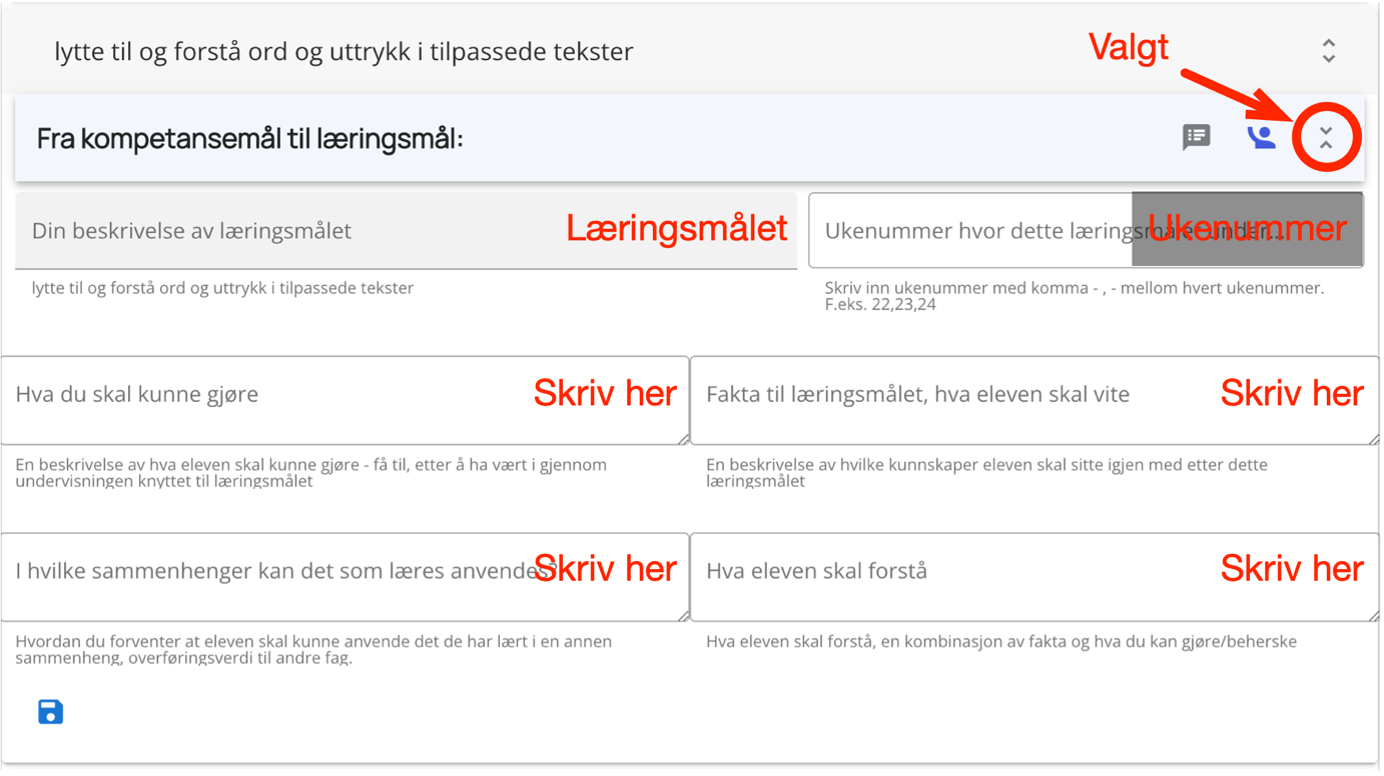 lytte til og forstå ord og uttrykk i tilpassede tekster
Valgt
Fra kompetansemål til læringsmål:
Din beskrivelse av læringsmålet
Læringsmålet
Ukenummer hvor dette læringsmålet under...
Ukenummer
lytte til og forstå ord og uttrykk i tilpassede tekster
Skriv inn ukenummer med komma - , - mellom hvert ukenummer.
F.eks. 22,23,24
Hva du skal kunne gjøre
Skriv her
Fakta til læringsmålet, hva eleven skal vite
Skriv her
En beskrivelse av hva eleven skal kunne gjøre - få til, etter å ha vært i gjennom
undervisningen knyttet til læringsmålet
En beskrivelse av hvilke kunnskaper eleven skal sitte igjen med etter dette
læringsmålet
I hvilke sammenhenger kan det som læres anvendes?
Skriv her
Hva eleven skal forstå
Skriv her
Hvordan du forventer at eleven skal kunne anvende det de har lært i en annen
sammenheng, overføringsverdi til andre fag.
Hva eleven skal forstå, en kombinasjon av fakta og hva du kan gjøre/beherske